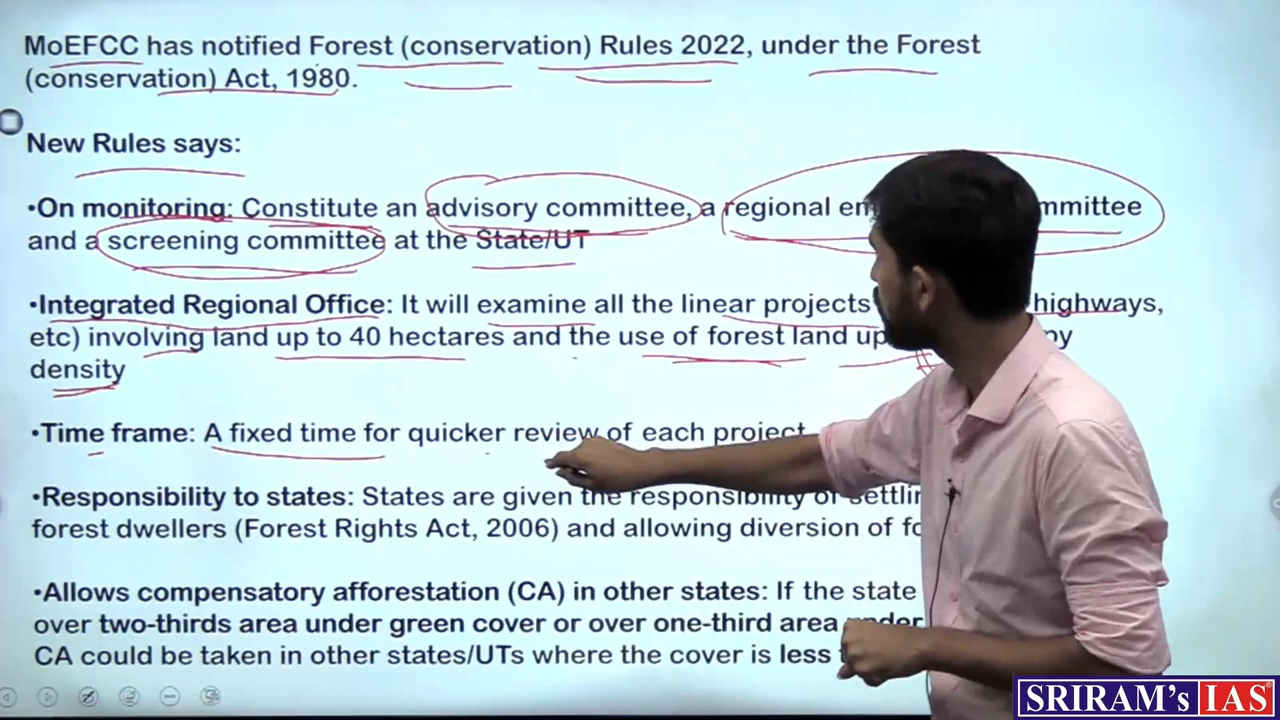 MoEFCC has notified Forest (conservation) Rules 2022, under the Forest
(conservation) Act, 1980.
New Rules says:
•On monitoring: Constitute an advisory committee, a regional
and a screening committee at the State/UT
•Integrated Regional Office: It will examine all the linear projects highways,
etc) involving land up to 40 hectares and the use of forest land
density
•Time frame: A fixed time for quicker review of each project
•Responsibility to states: States are given the responsibility of
forest dwellers (Forest Rights Act, 2006) and allowing diversion of
•Allows compensatory afforestation (CA) in other states: If the state
over two-thirds area under green cover or over one-third area under
CA could be taken in other states/UTs where the cover is less
SRIRAM's IAS